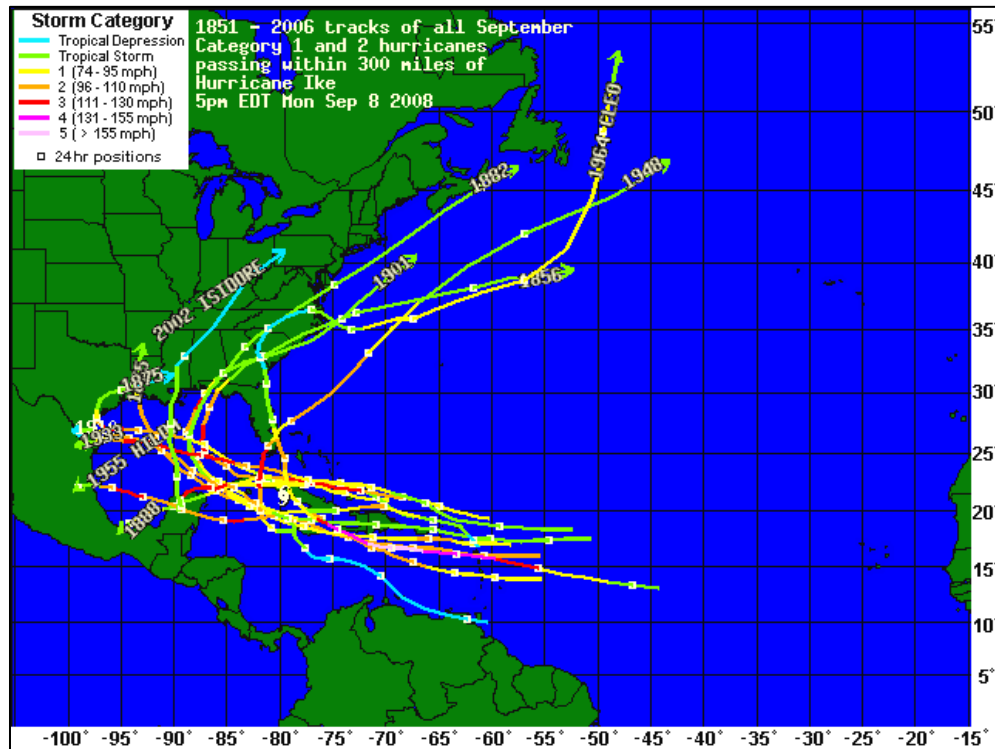 Storm Category
Tropical Depression
Tropical Storm
1 (74-95 mph)
2 (96-110 mph)
3 (111-130 mph)
4 (131-155 mph)
5 ( > 155 mph)
24hr positions
1851 - 2006 tracks of all September
Category 1 and 2 hurricanes
passing within 300 miles of
Hurricane Ike
5pm EDT Mon Sep 8 2008
1964 CLEO
1948
1882
1901
1856
2002 ISIDORE
1875
1955 HILD
1888
9
55°
50°
45°
40°
35°
30°
25°
20°
15°
10°
5°
-100° -95° -90° -85° -80° -75° -70° -65° -60° -55° -50° -45° -40° -35° -30° -25° -20° -15°